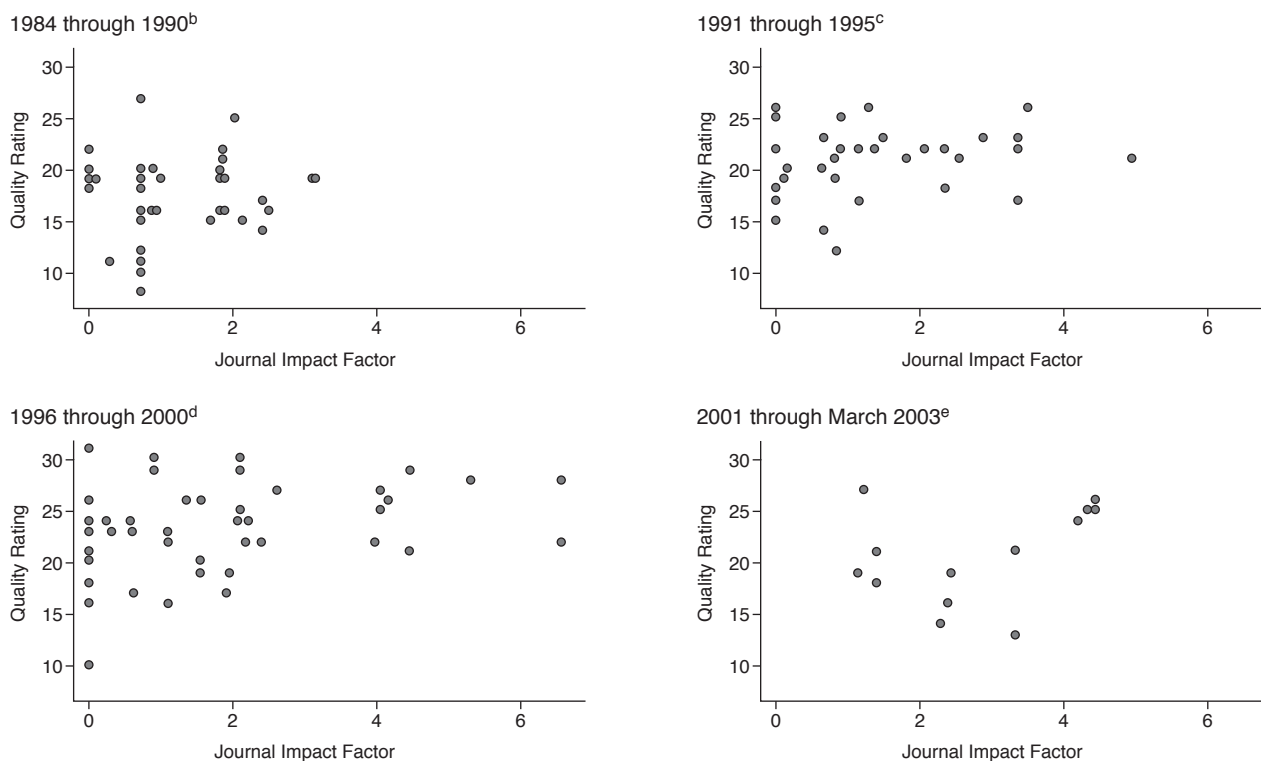 1984 through 1990b
30
25
20
15
10
Quality Rating
0 2 4 6
Journal Impact Factor
1991 through 1995c
30
25
20
15
10
Quality Rating
0 2 4 6
Journal Impact Factor
1996 through 2000d
30
25
20
15
10
Quality Rating
0 2 4 6
Journal Impact Factor
2001 through March 2003e
30
25
20
15
10
Quality Rating
0 2 4 6
Journal Impact Factor